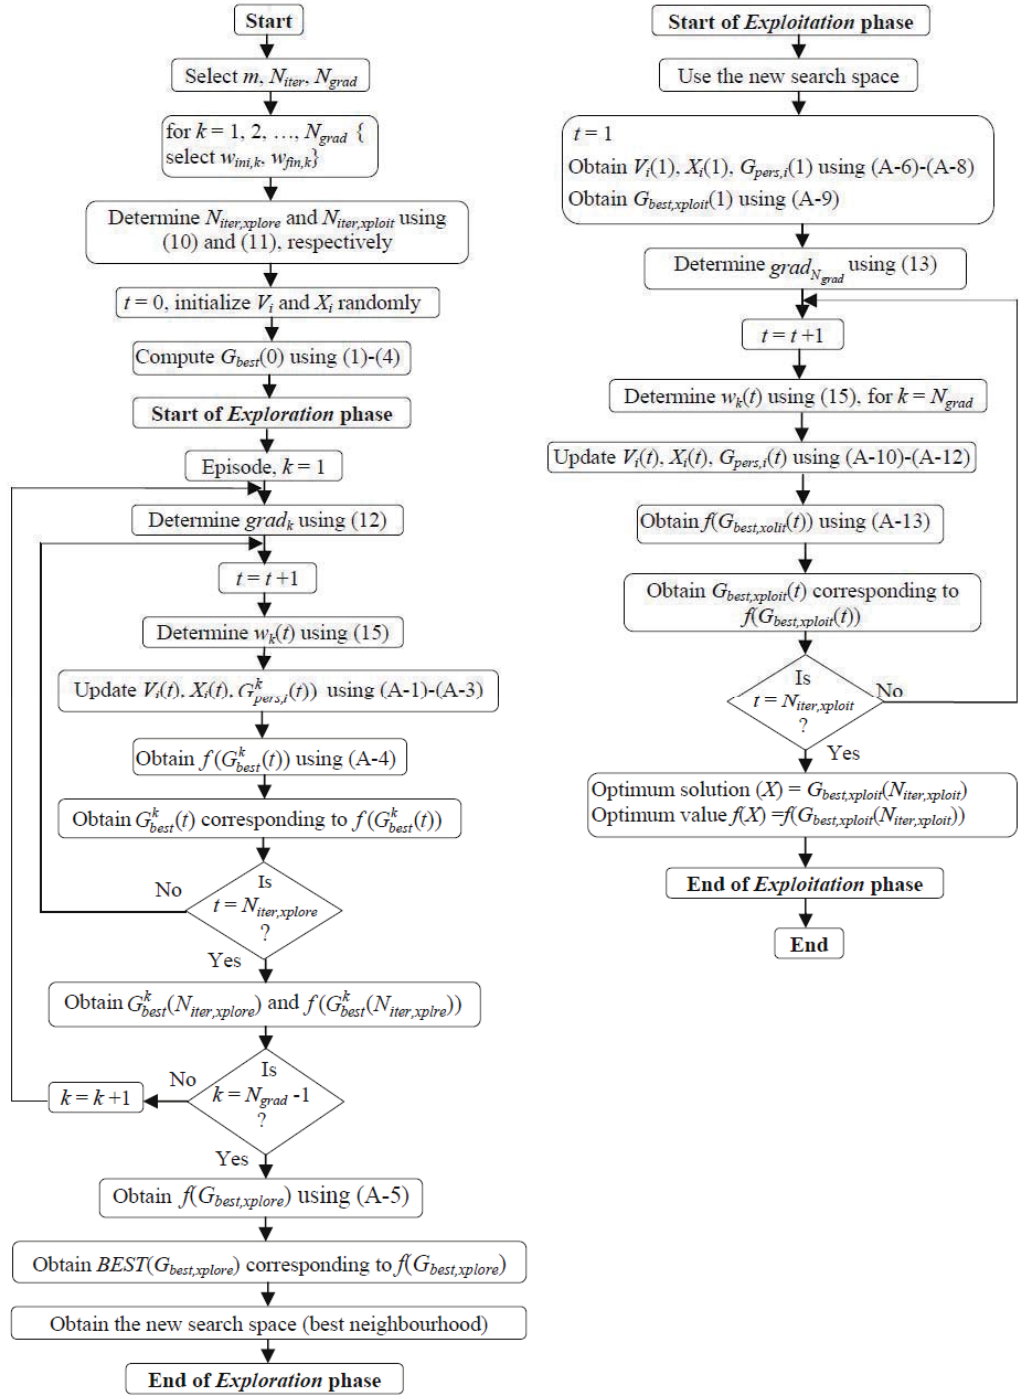 Start
Select m, N_iter, N_grad
for k = 1, 2, …, N_grad {
select w_ini,k, w_fin,k}
Determine N_iter,xplore and N_iter,xploit using
(10) and (11), respectively
t = 0, initialize V_i and X_i randomly
Compute G_best(0) using (1)-(4)
Start of Exploration phase
Episode, k = 1
Determine grad_k using (12)
t = t +1
Determine w_k(t) using (15)
Update V_i(t), X_i(t), G^k_pers,i(t)) using (A-1)-(A-3)
Obtain f(G^k_best(t)) using (A-4)
Obtain G^k_best(t) corresponding to f(G^k_best(t))
No
Is
t = N_iter,xplore
?
Yes
Obtain G^k_best(N_iter,xplore) and f(G^k_best(N_iter,xplre))
k = k +1
No
Is
k = N_grad -1
?
Yes
Obtain f(G_best,xplore) using (A-5)
Obtain BEST(G_best,xplore) corresponding to f(G_best,xplore)
Obtain the new search space (best neighbourhood)
End of Exploration phase
Start of Exploitation phase
Use the new search space
t = 1
Obtain V_i(1), X_i(1), G_pers,i(1) using (A-6)-(A-8)
Obtain G_best,xploit(1) using (A-9)
Determine grad_N_grad using (13)
t = t +1
Determine w_k(t) using (15), for k = N_grad
Update V_i(t), X_i(t), G_pers,i(t) using (A-10)-(A-12)
Obtain f(G_best,xolit(t)) using (A-13)
Obtain G_best,xploit(t) corresponding to
f(G_best,xploit(t))
Is
t = N_iter,xploit
?
No
Yes
Optimum solution (X) = G_best,xploit(N_iter,xploit)
Optimum value f(X) =f(G_best,xploit(N_iter,xploit))
End of Exploitation phase
End